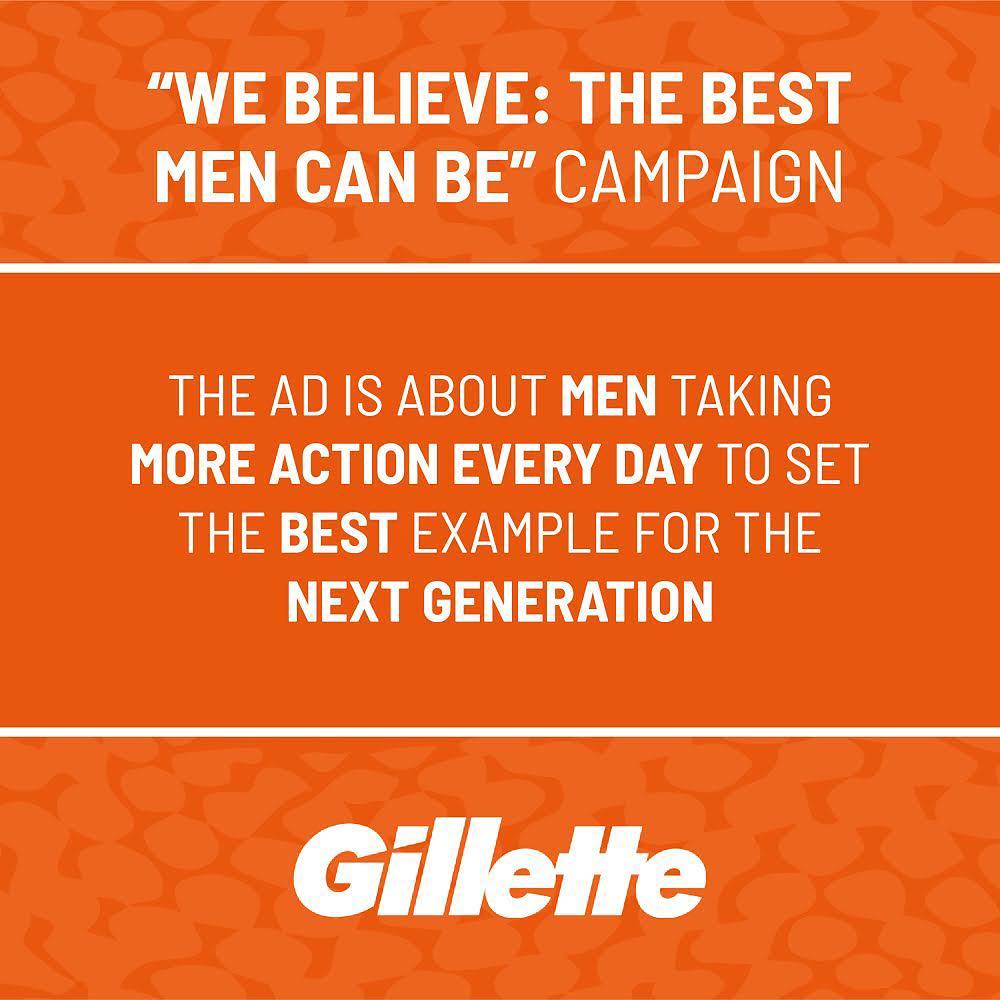 “WE BELIEVE: THE BEST
MEN CAN BE” CAMPAIGN
THE AD IS ABOUT MEN TAKING
MORE ACTION EVERY DAY TO SET
THE BEST EXAMPLE FOR THE
NEXT GENERATION
Gillette